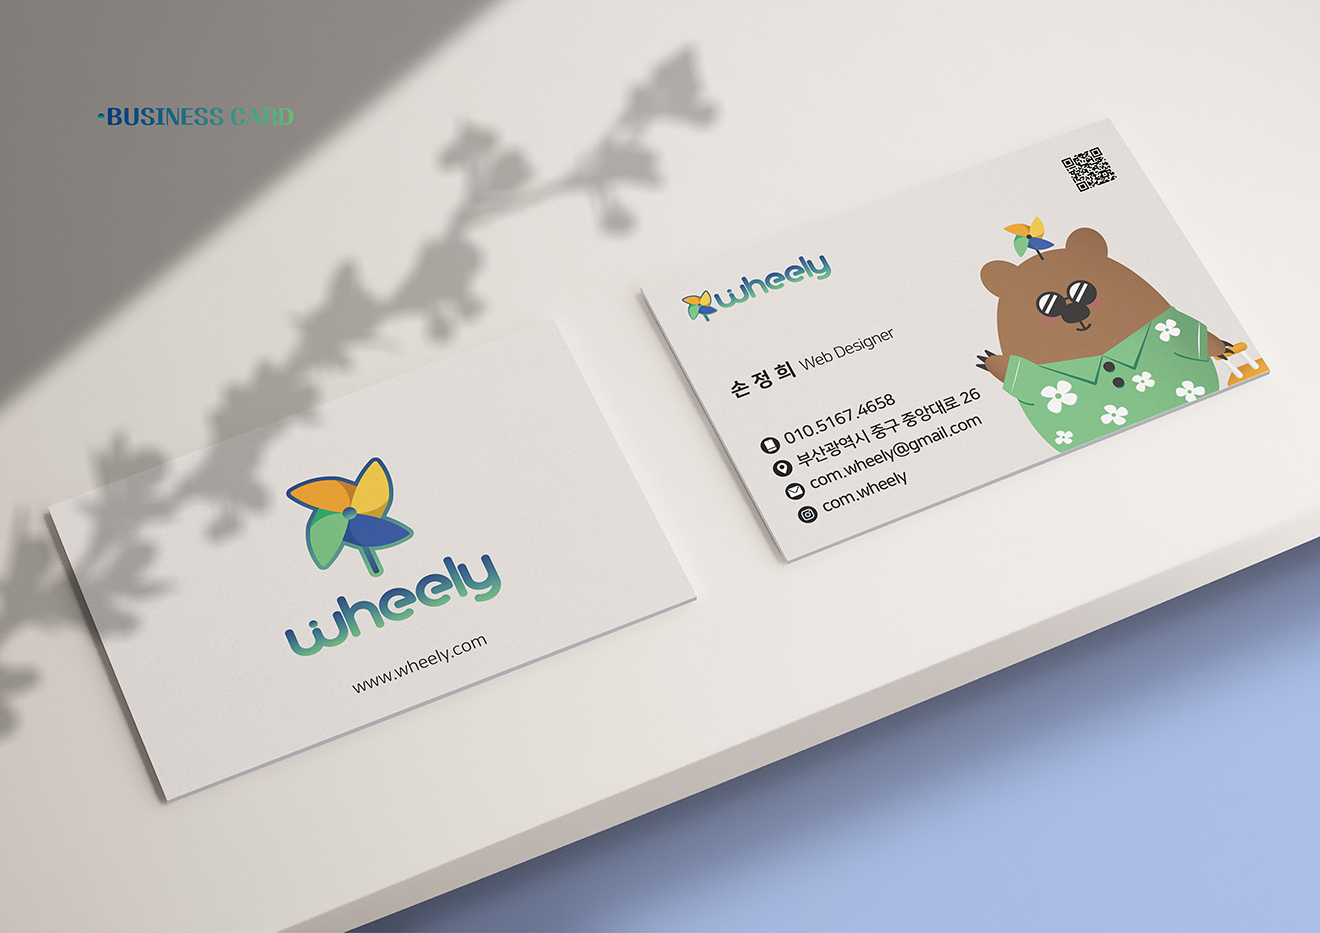 ·BUSINESS CARD
wheely
www.wheely.com
wheely
손정희 Web Designer
010.5167.4658
부산광역시 중구 중앙대로 26
com.wheely@gmail.com
com.wheely